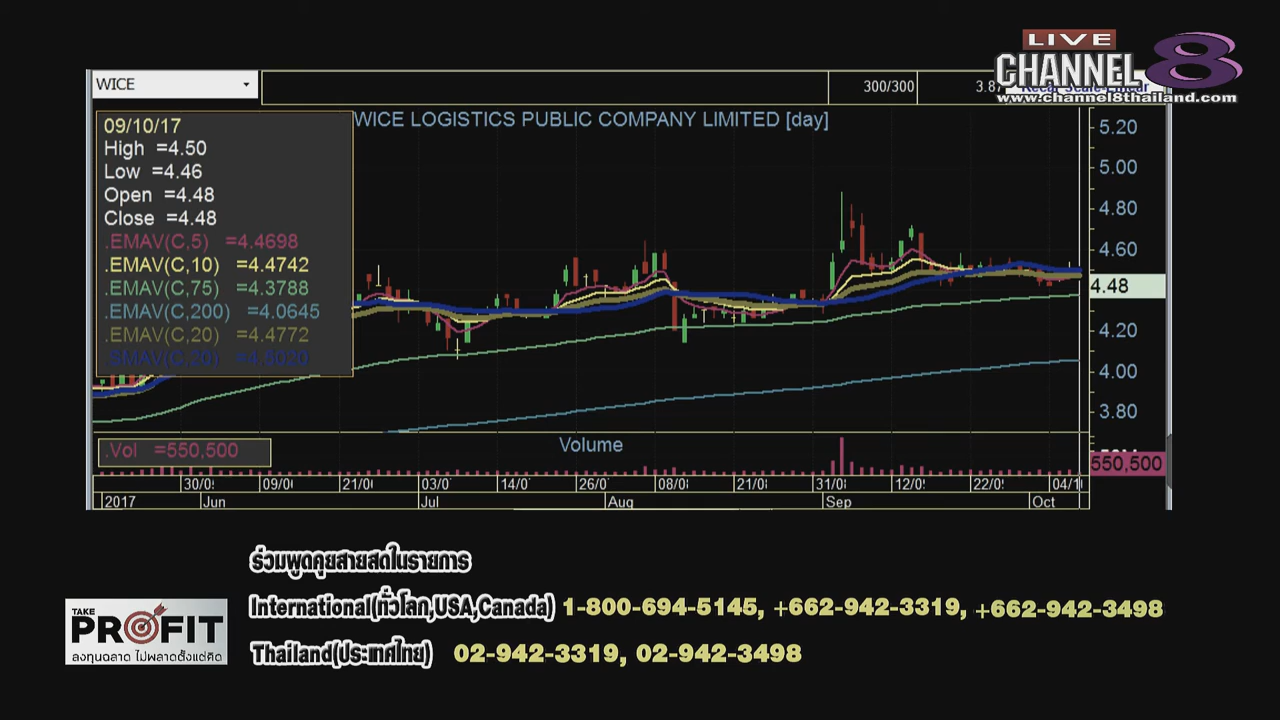 LIVE
CHANNEL 8
www.channel8thailand.com
WICE
300/300
3.87
WICE LOGISTICS PUBLIC COMPANY LIMITED [day]
09/10/17
High =4.50
Low =4.46
Open =4.48
Close =4.48
.EMAV(C,5) =4.4698
.EMAV(C,10) =4.4742
.EMAV(C,75) =4.3788
.EMAV(C,200) =4.0645
.EMAV(C,20) =4.4772
.SMAV(C,20) =4.5020
5.20
5.00
4.80
4.60
4.48
4.20
4.00
3.80
.Vol =550,500
Volume
550,500
30/05 09/0 21/0 03/0 14/0 26/0 08/0 21/0 31/0 12/0 22/0 04/1
2017 Jun Jul Aug Sep Oct
ร่วมพูดคุยสายสดในรายการ
International(ทั่วโลก,USA,Canada) 1-800-694-5145, +662-942-3319, +662-942-3498
Thailand(ประเทศไทย) 02-942-3319, 02-942-3498
TAKE
PROFIT
ลงทุนฉลาด ไม่พลาดตั้งแต่คิด